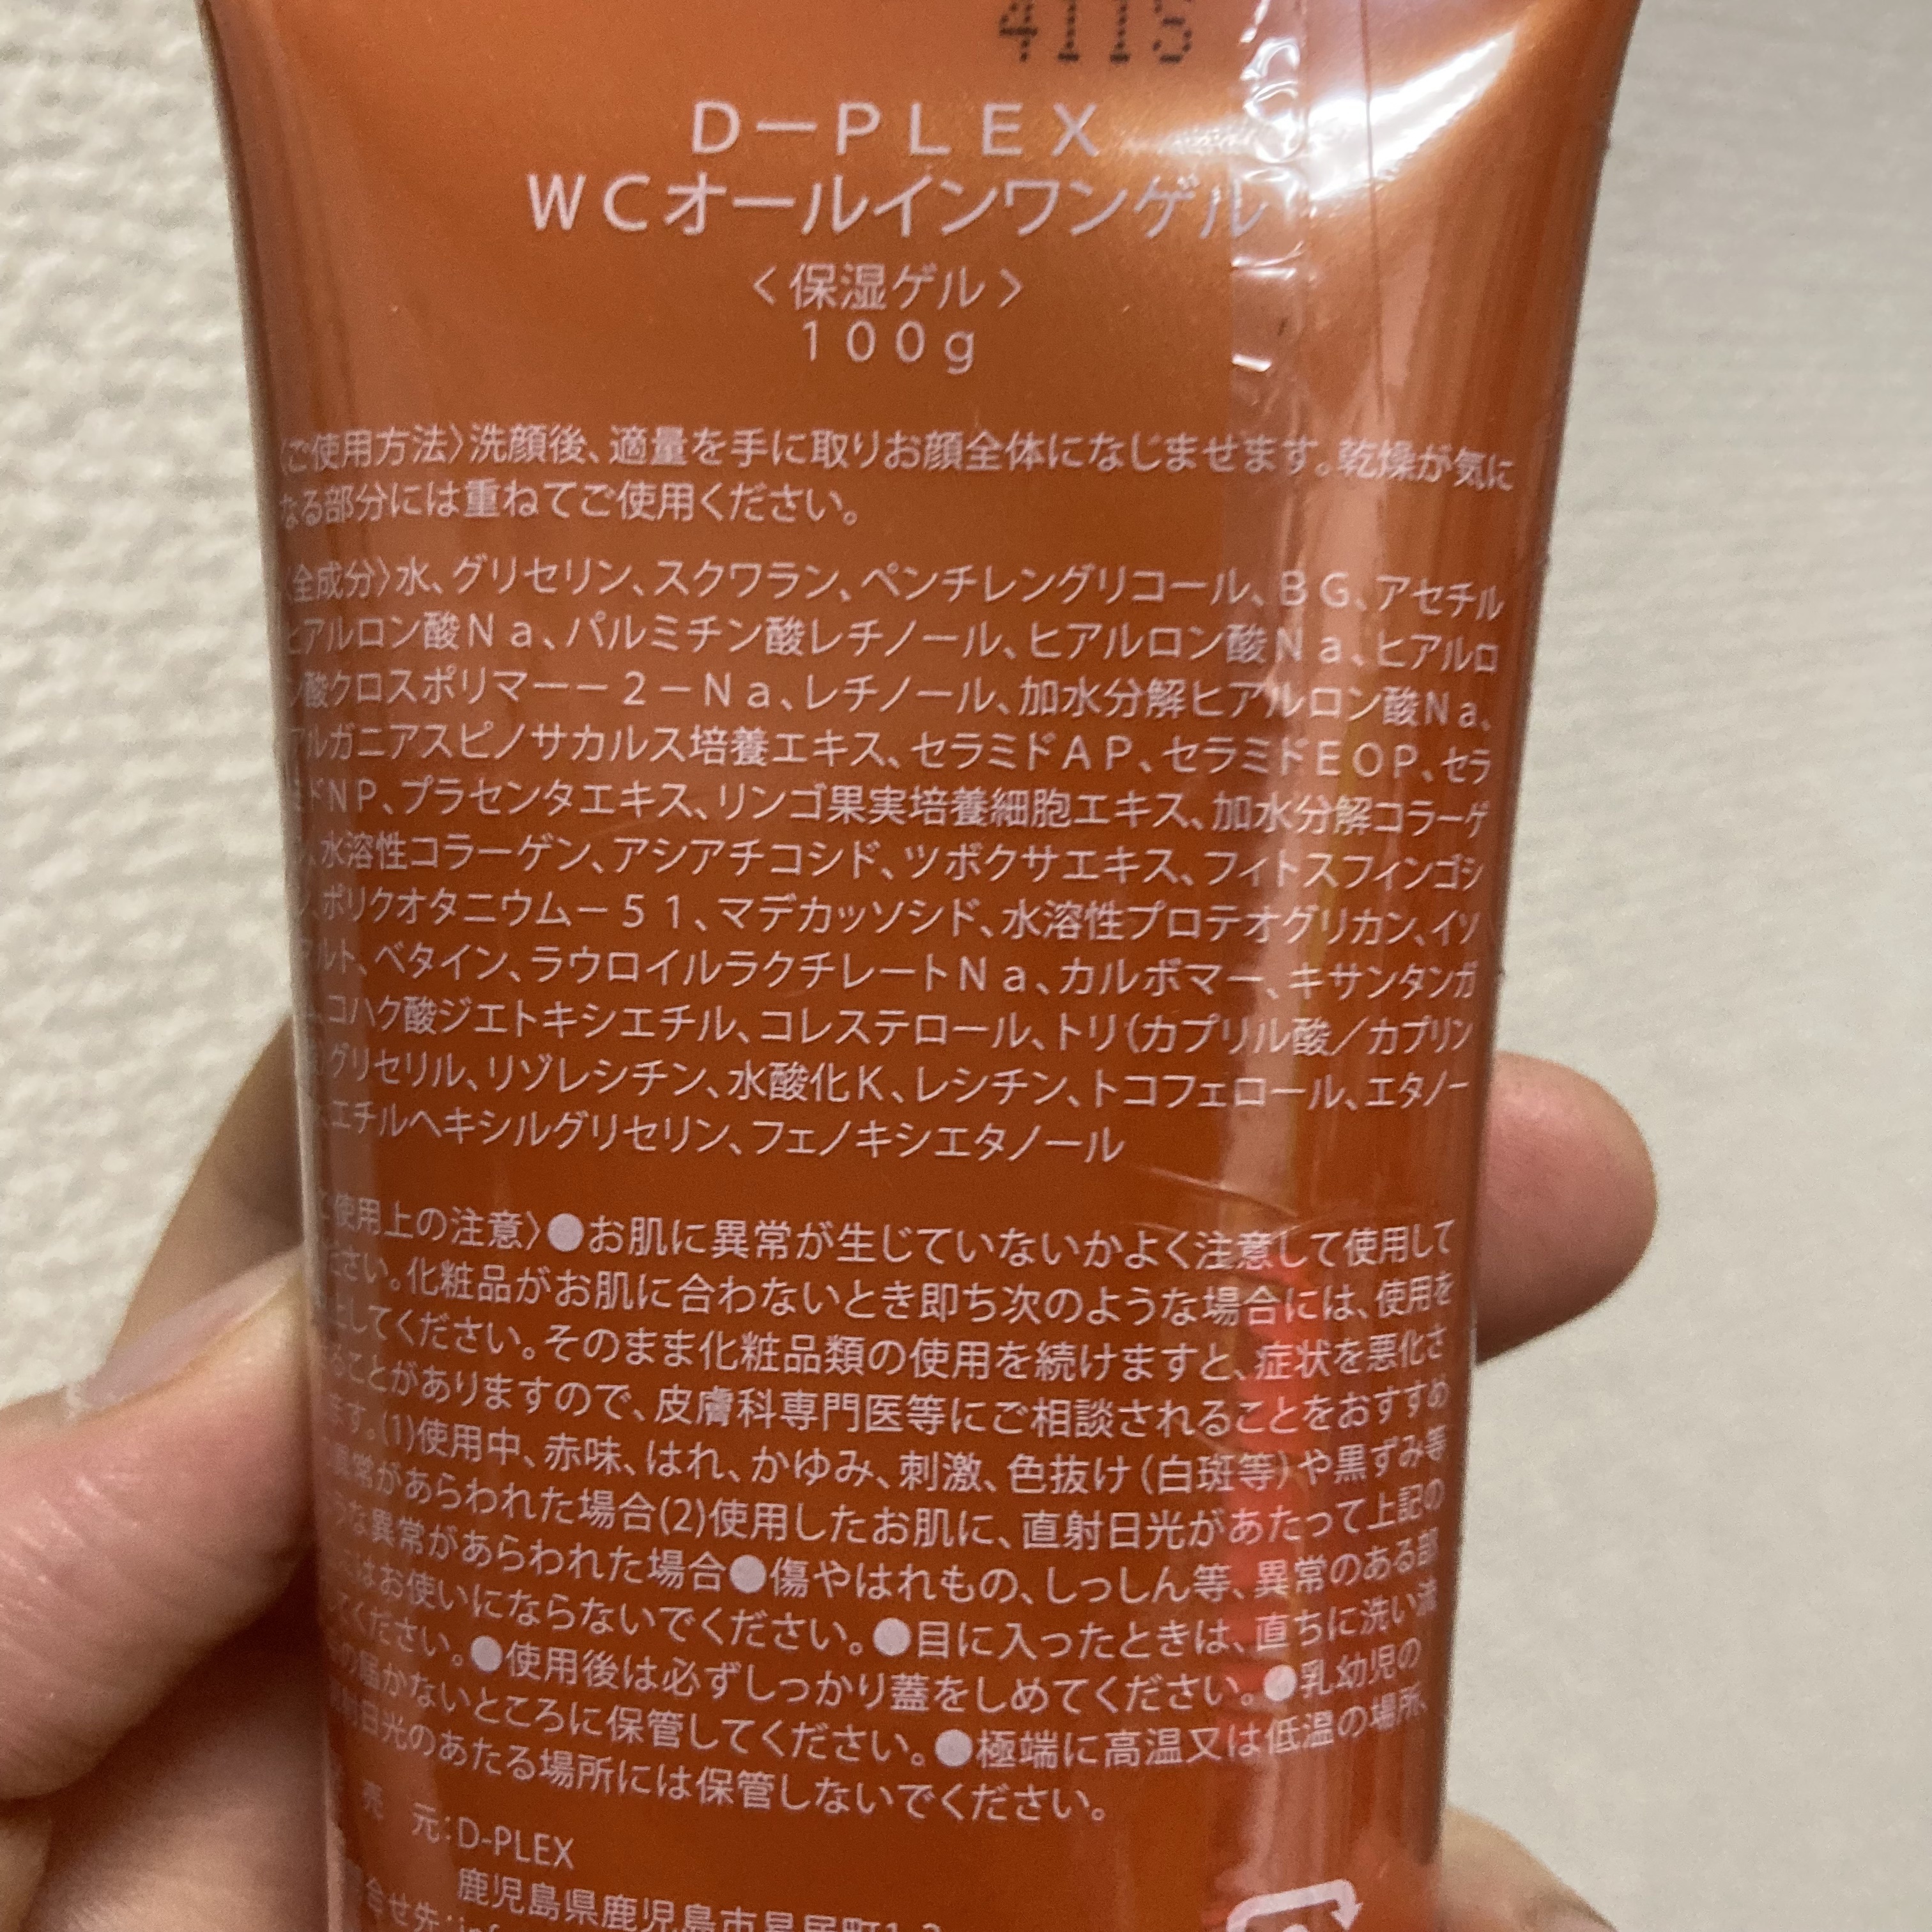 4115
D－PLEX
WCオールインワンゲル
＜保湿ゲル＞
100g
〈ご使用方法〉洗顔後、適量を手に取りお顔全体になじませます。乾燥が気に
なる部分には重ねてご使用ください。
〈全成分〉水、グリセリン、スクワラン、ペンチレングリコール、BG、アセチル
ヒアルロン酸Na、パルミチン酸レチノール、ヒアルロン酸Na、ヒアルロ
ン酸クロスポリマー－2－Na、レチノール、加水分解ヒアルロン酸Na、
アルガニアスピノサカルス培養エキス、セラミドAP、セラミドEOP、セラ
ミドNP、プラセンタエキス、リンゴ果実培養細胞エキス、加水分解コラーゲ
ン、水溶性コラーゲン、アシアチコシド、ツボクサエキス、フィトスフィンゴシ
ン、ポリクオタニウム－51、マデカッソシド、水溶性プロテオグリカン、イソ
マルト、ベタイン、ラウロイルラクチレートNa、カルボマー、キサンタンガ
、コハク酸ジエトキシエチル、コレステロール、トリ(カプリル酸／カプリン
グリセリル、リゾレシチン、水酸化K、レシチン、トコフェロール、エタノー
、エチルヘキシルグリセリン、フェノキシエタノール
使用上の注意〉●お肌に異常が生じていないかよく注意して使用して
ださい。化粧品がお肌に合わないとき即ち次のような場合には、使用を
止してください。そのまま化粧品類の使用を続けますと、症状を悪化さ
ることがありますので、皮膚科専門医等にご相談されることをおすすめ
ます。(1)使用中、赤味、はれ、かゆみ、刺激、色抜け(白斑等)や黒ずみ等
異常があらわれた場合(2)使用したお肌に、直射日光があたって上記の
うな異常があらわれた場合●傷やはれもの、しっしん等、異常のある部
にはお使いにならないでください。●目に入ったときは、直ちに洗い流
してください。●使用後は必ずしっかり蓋をしめてください。●乳幼児の
の届かないところに保管してください。●極端に高温又は低温の場所、
射日光のあたる場所には保管しないでください。
売 元：D-PLEX
鹿児島県鹿児島市
合せ先：